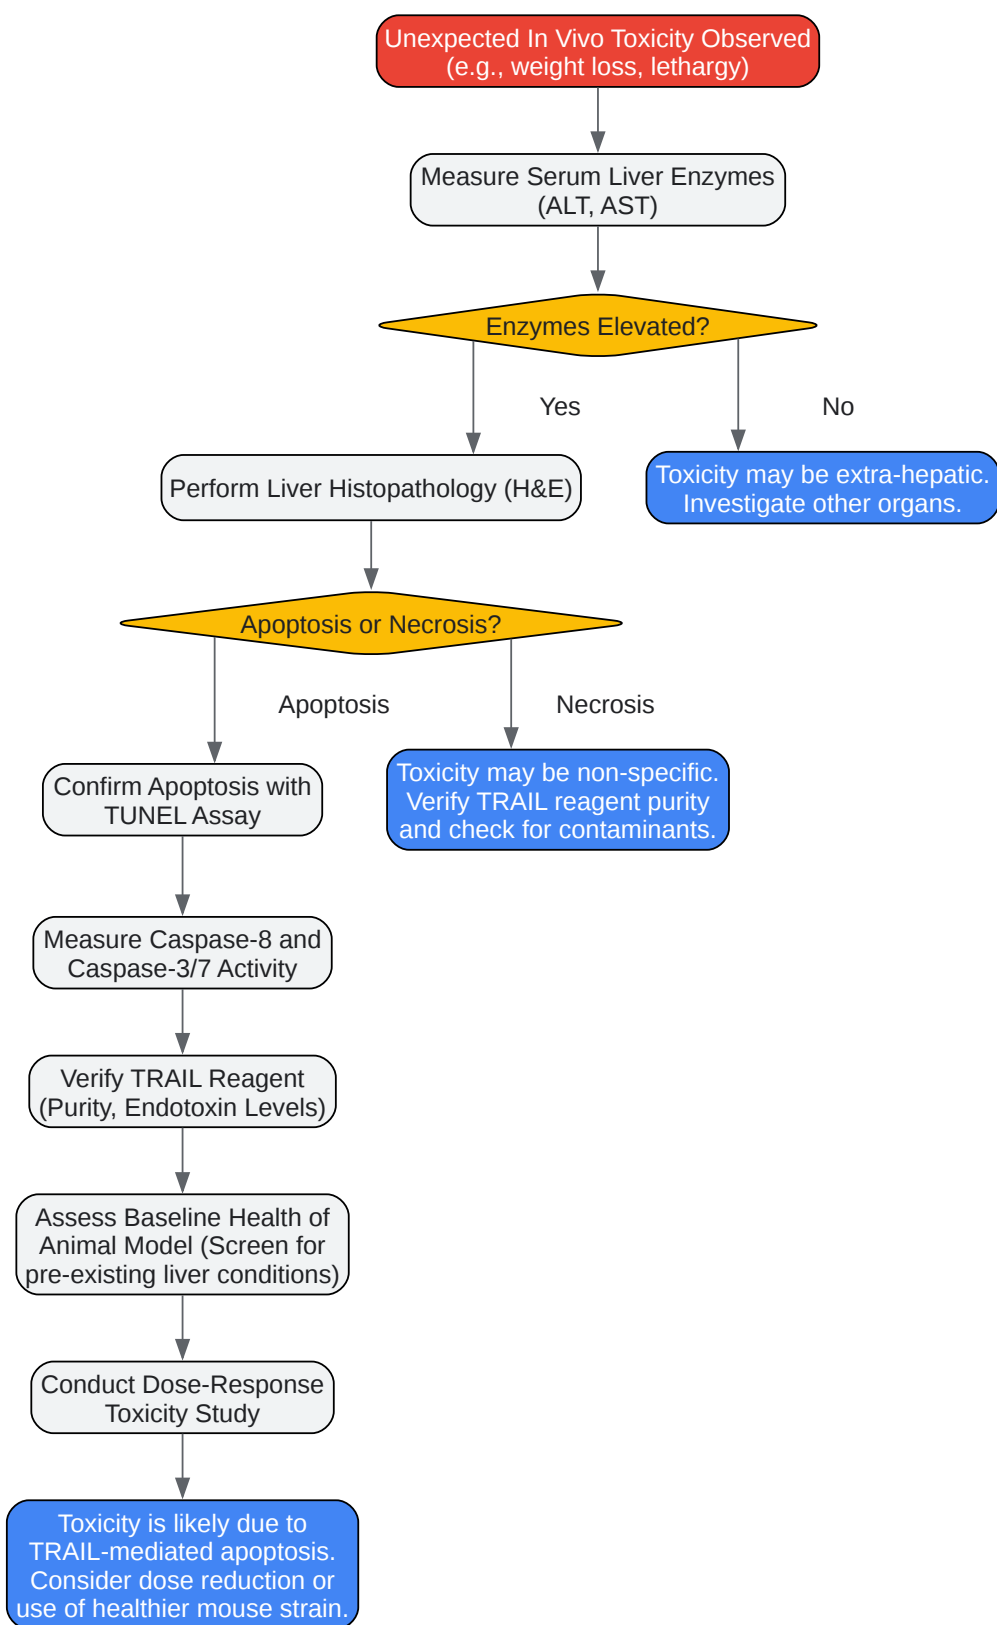 Unexpected In Vivo Toxicity Observed
(e.g., weight loss, lethargy)
Measure Serum Liver Enzymes
(ALT, AST)
Enzymes Elevated?
Yes
No
Perform Liver Histopathology (H&E)
Toxicity may be extra-hepatic.
Investigate other organs.
Apoptosis or Necrosis?
Apoptosis
Necrosis
Confirm Apoptosis with
TUNEL Assay
Toxicity may be non-specific.
Verify TRAIL reagent purity
and check for contaminants.
Measure Caspase-8 and
Caspase-3/7 Activity
Verify TRAIL Reagent
(Purity, Endotoxin Levels)
Assess Baseline Health of
Animal Model (Screen for
pre-existing liver conditions)
Conduct Dose-Response
Toxicity Study
Toxicity is likely due to
TRAIL-mediated apoptosis.
Consider dose reduction or
use of healthier mouse strain.